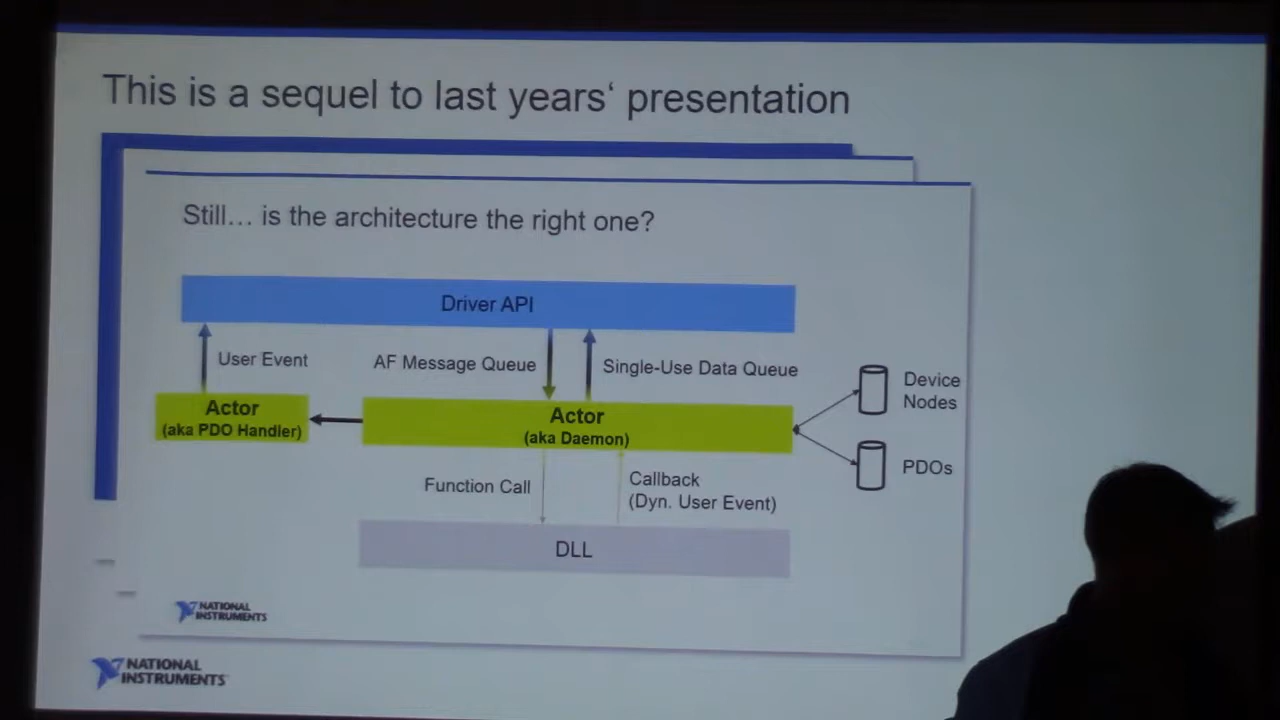 This is a sequel to last years‘ presentation
Still... is the architecture the right one?
Driver API
User Event
AF Message Queue
Single-Use Data Queue
Actor
(aka PDO Handler)
Actor
(aka Daemon)
Device
Nodes
PDOs
Function Call
Callback
(Dyn. User Event)
DLL
NATIONAL
INSTRUMENTS
NATIONAL
INSTRUMENTS